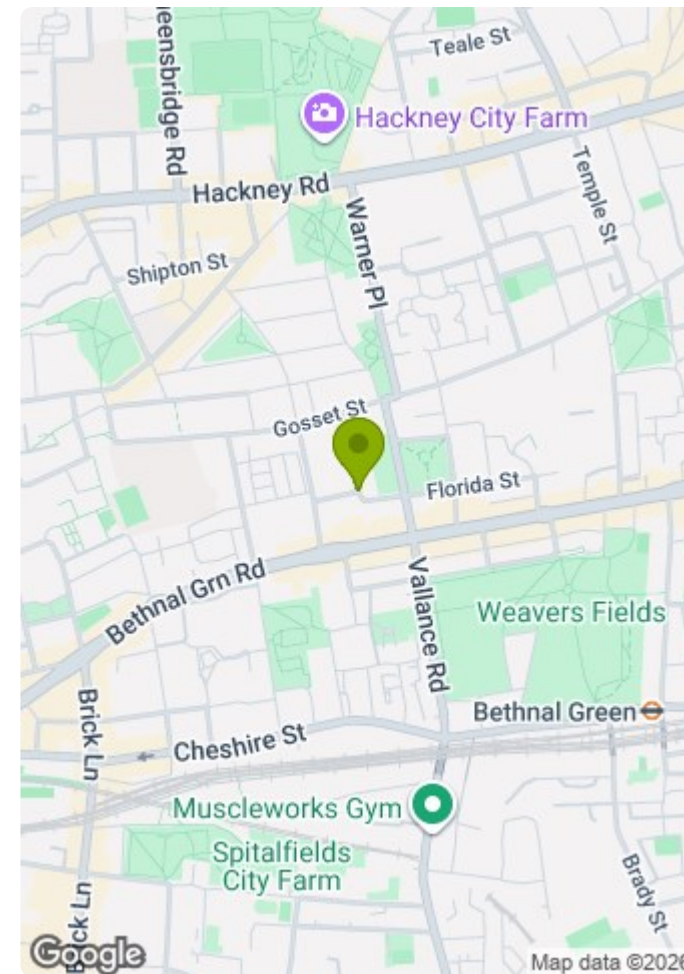 Teale St
eensbridge Rd
Hackney City Farm
Hackney Rd
Temple St
Warner Pl
Shipton St
Gosset St
Florida St
Bethnal Grn Rd
Vallance Rd
Weavers Fields
Brick Ln
Bethnal Green
Cheshire St
Muscleworks Gym
Spitalfields
City Farm
Brady St
Brick Ln
Google
Map data ©2026